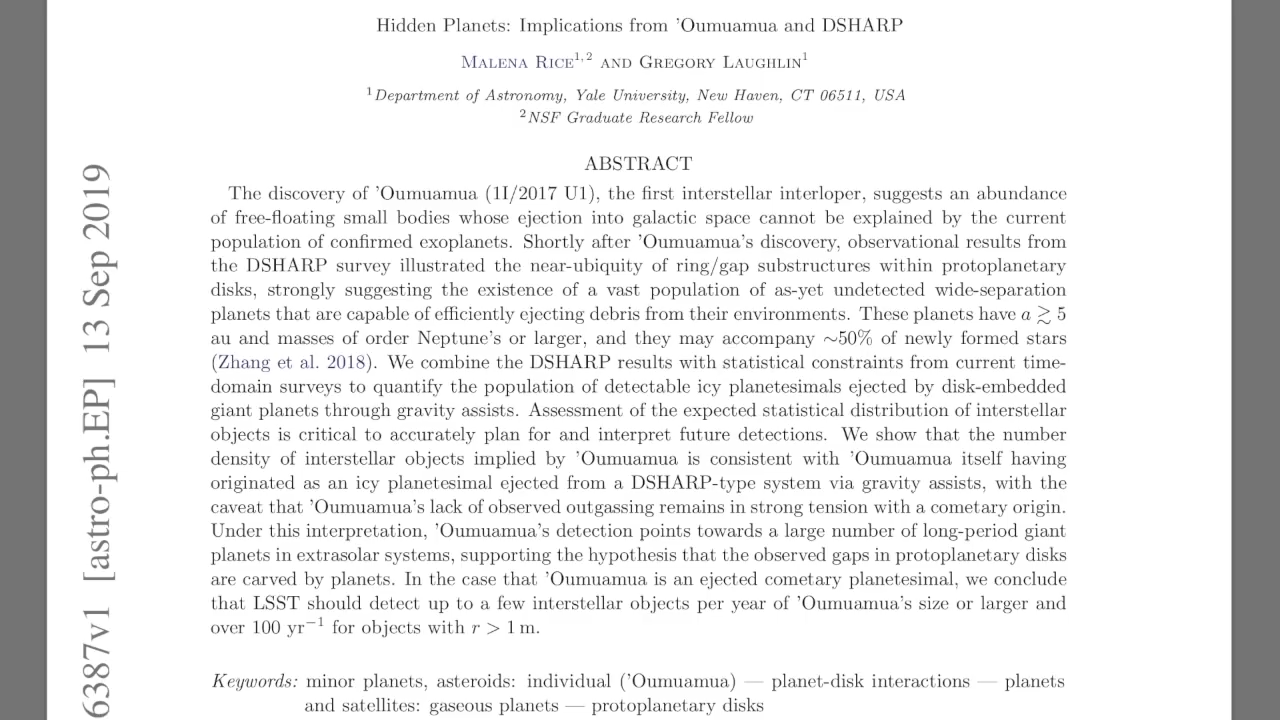 Hidden Planets: Implications from 'Oumuamua and DSHARP
Malena Rice1,2 and Gregory Laughlin1
1Department of Astronomy, Yale University, New Haven, CT 06511, USA
2NSF Graduate Research Fellow
ABSTRACT
The discovery of 'Oumuamua (1I/2017 U1), the first interstellar interloper, suggests an abundance
of free-floating small bodies whose ejection into galactic space cannot be explained by the current
population of confirmed exoplanets. Shortly after 'Oumuamua's discovery, observational results from
the DSHARP survey illustrated the near-ubiquity of ring/gap substructures within protoplanetary
disks, strongly suggesting the existence of a vast population of as-yet undetected wide-separation
planets that are capable of efficiently ejecting debris from their environments. These planets have a ≳ 5
au and masses of order Neptune's or larger, and they may accompany ∼50% of newly formed stars
(Zhang et al. 2018). We combine the DSHARP results with statistical constraints from current time-
domain surveys to quantify the population of detectable icy planetesimals ejected by disk-embedded
giant planets through gravity assists. Assessment of the expected statistical distribution of interstellar
objects is critical to accurately plan for and interpret future detections. We show that the number
density of interstellar objects implied by 'Oumuamua is consistent with 'Oumuamua itself having
originated as an icy planetesimal ejected from a DSHARP-type system via gravity assists, with the
caveat that 'Oumuamua's lack of observed outgassing remains in strong tension with a cometary origin.
Under this interpretation, 'Oumuamua's detection points towards a large number of long-period giant
planets in extrasolar systems, supporting the hypothesis that the observed gaps in protoplanetary disks
are carved by planets. In the case that 'Oumuamua is an ejected cometary planetesimal, we conclude
that LSST should detect up to a few interstellar objects per year of 'Oumuamua's size or larger and
over 100 yr−1 for objects with r > 1 m.
Keywords: minor planets, asteroids: individual ('Oumuamua) — planet-disk interactions — planets
and satellites: gaseous planets — protoplanetary disks
6387v1 [astro-ph.EP] 13 Sep 2019